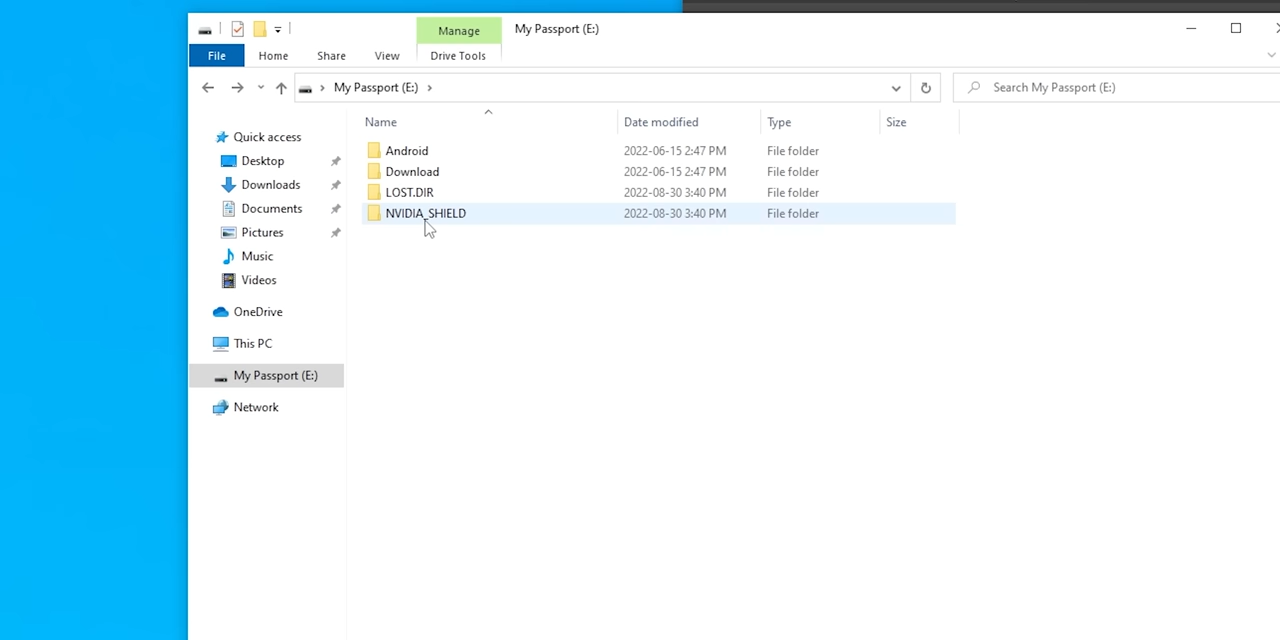 Manage My Passport (E:)
File Home Share View Drive Tools
My Passport (E:) Search My Passport (E:)
Name Date modified Type Size
Quick access
Desktop
Downloads
Documents
Pictures
Music
Videos
OneDrive
This PC
My Passport (E:)
Network
Android 2022-06-15 2:47 PM File folder
Download 2022-06-15 2:47 PM File folder
LOST.DIR 2022-08-30 3:40 PM File folder
NVIDIA_SHIELD 2022-08-30 3:40 PM File folder